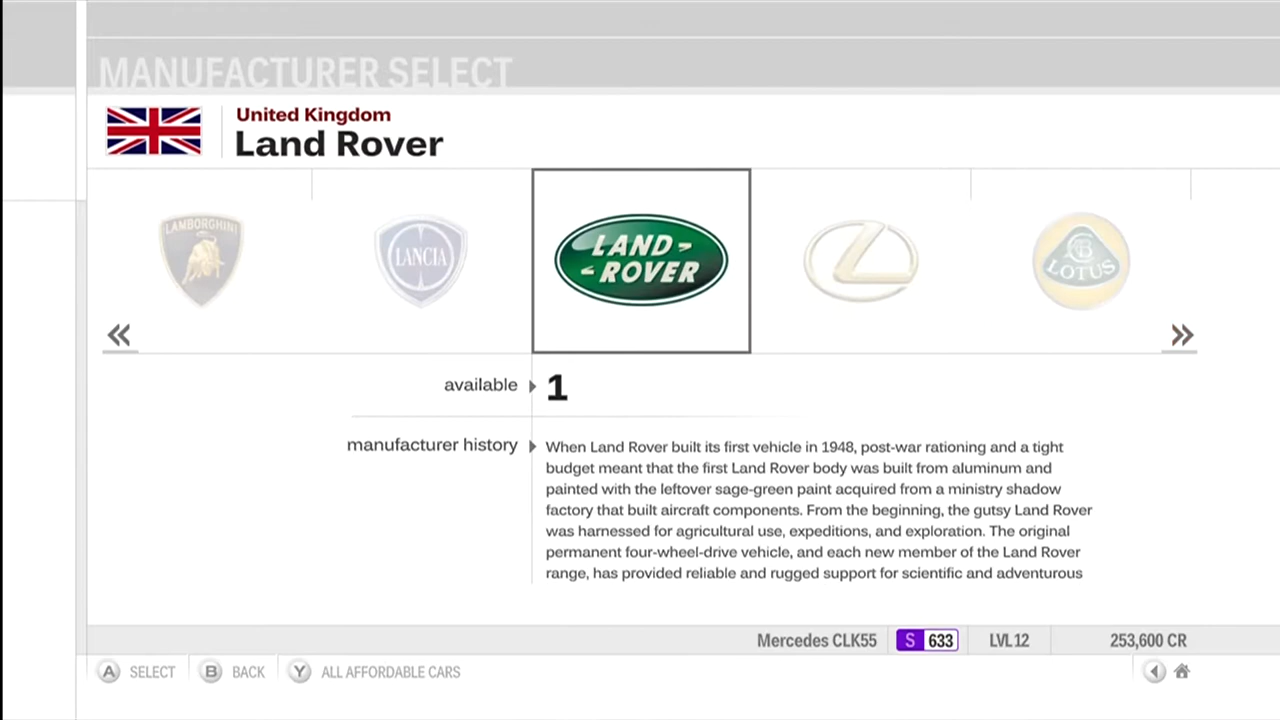 MANUFACTURER SELECT
United Kingdom
Land Rover
LAMBORGHINI
LANCIA
LAND-
-ROVER
LOTUS
available 1
manufacturer history
When Land Rover built its first vehicle in 1948, post-war rationing and a tight
budget meant that the first Land Rover body was built from aluminum and
painted with the leftover sage-green paint acquired from a ministry shadow
factory that built aircraft components. From the beginning, the gutsy Land Rover
was harnessed for agricultural use, expeditions, and exploration. The original
permanent four-wheel-drive vehicle, and each new member of the Land Rover
range, has provided reliable and rugged support for scientific and adventurous
Mercedes CLK55 S 633 LVL12 253,600 CR
A SELECT B BACK Y ALL AFFORDABLE CARS